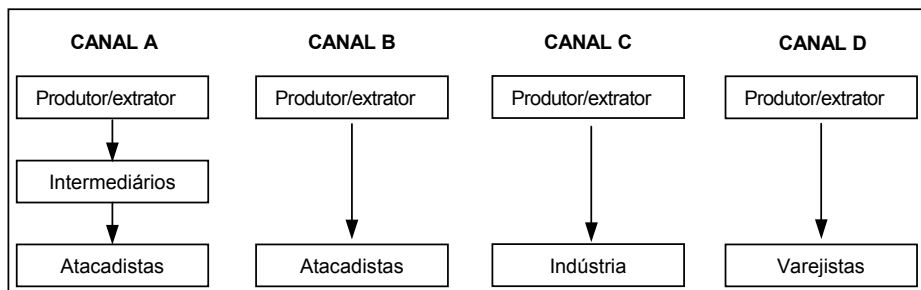 CANAL A
CANAL B
CANAL C
CANAL D
Produtor/extrator
Produtor/extrator
Produtor/extrator
Produtor/extrator
Intermediários
Atacadistas
Atacadistas
Indústria
Varejistas